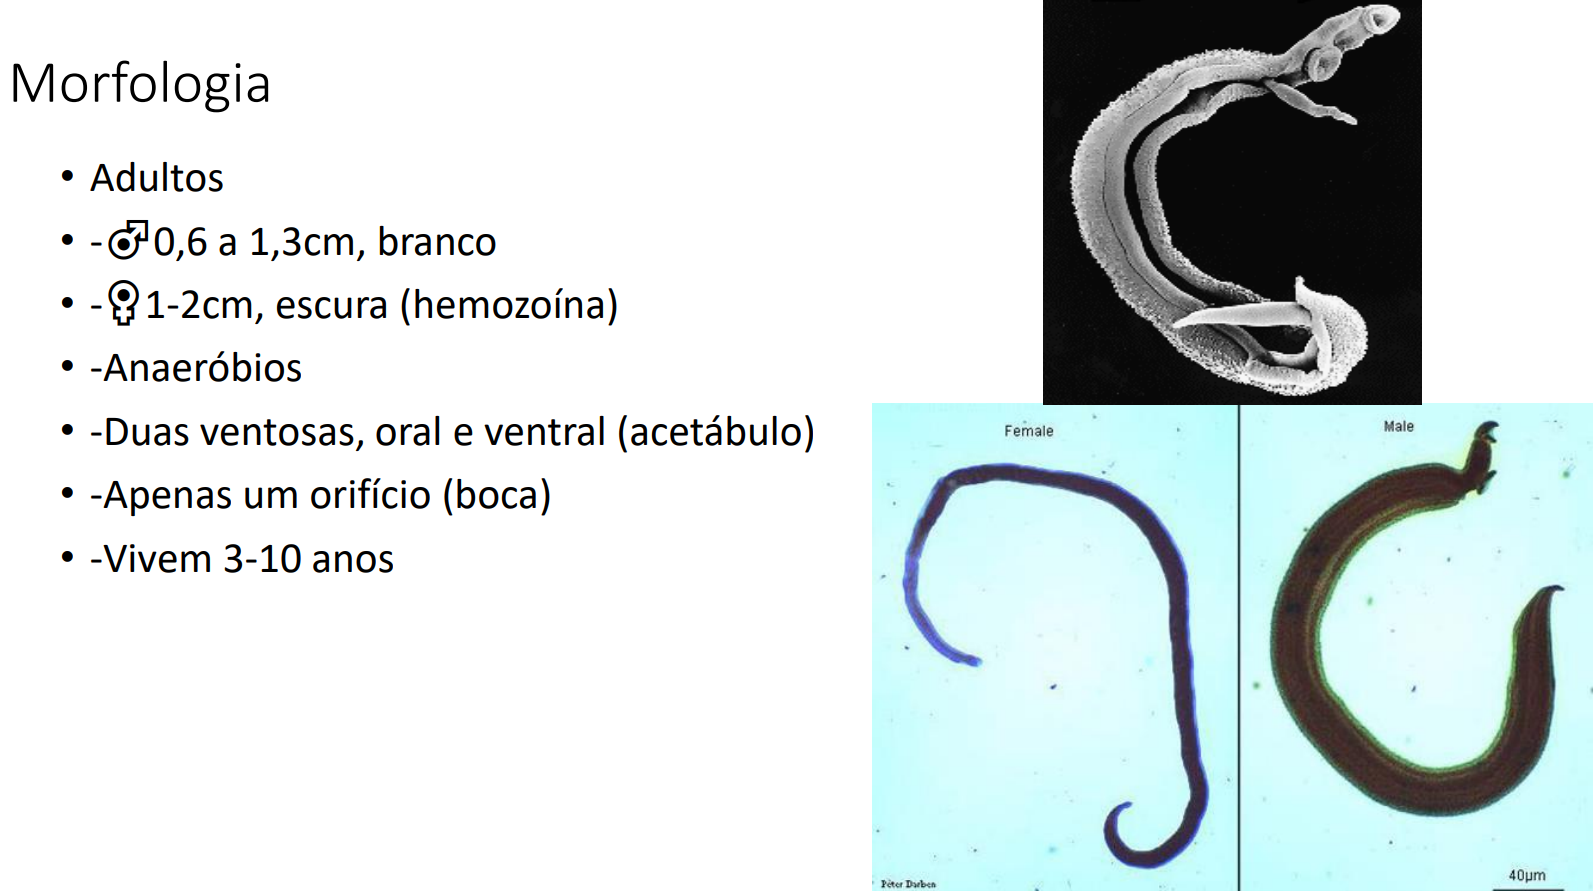 Morfologia
• Adultos
• -♂0,6 a 1,3cm, branco
• -♀1-2cm, escura (hemozoína)
• -Anaeróbios
• -Duas ventosas, oral e ventral (acetábulo)
• -Apenas um orifício (boca)
• -Vivem 3-10 anos
Female
Male
Peter Darben
40µm